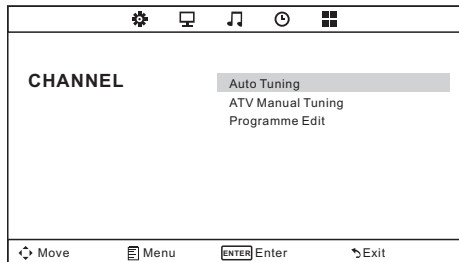 CHANNEL
Auto Tuning
ATV Manual Tuning
Programme Edit
Move Menu ENTER Enter Exit